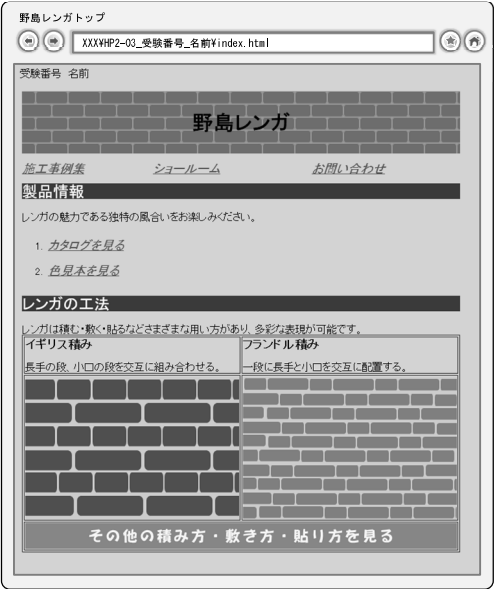 野島レンガトップ
XXX¥HP2-03_受験番号_名前¥index.html
受験番号 名前
野島レンガ
施工事例集 ショールーム お問い合わせ
製品情報
レンガの魅力である独特の風合いをお楽しみください。
1. カタログを見る
2. 色見本を見る
レンガの工法
レンガは積む・敷く・貼るなどさまざまな用い方があり、多彩な表現が可能です。
イギリス積み フランドル積み
長手の段、小口の段を交互に組み合わせる。 一段に長手と小口を交互に配置する。
その他の積み方・敷き方・貼り方を見る